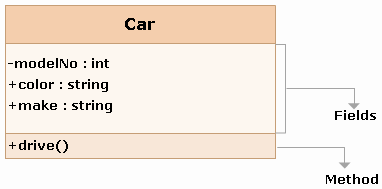 Car
-modelNo : int
+color : string
+make : string
Fields
+drive()
Method